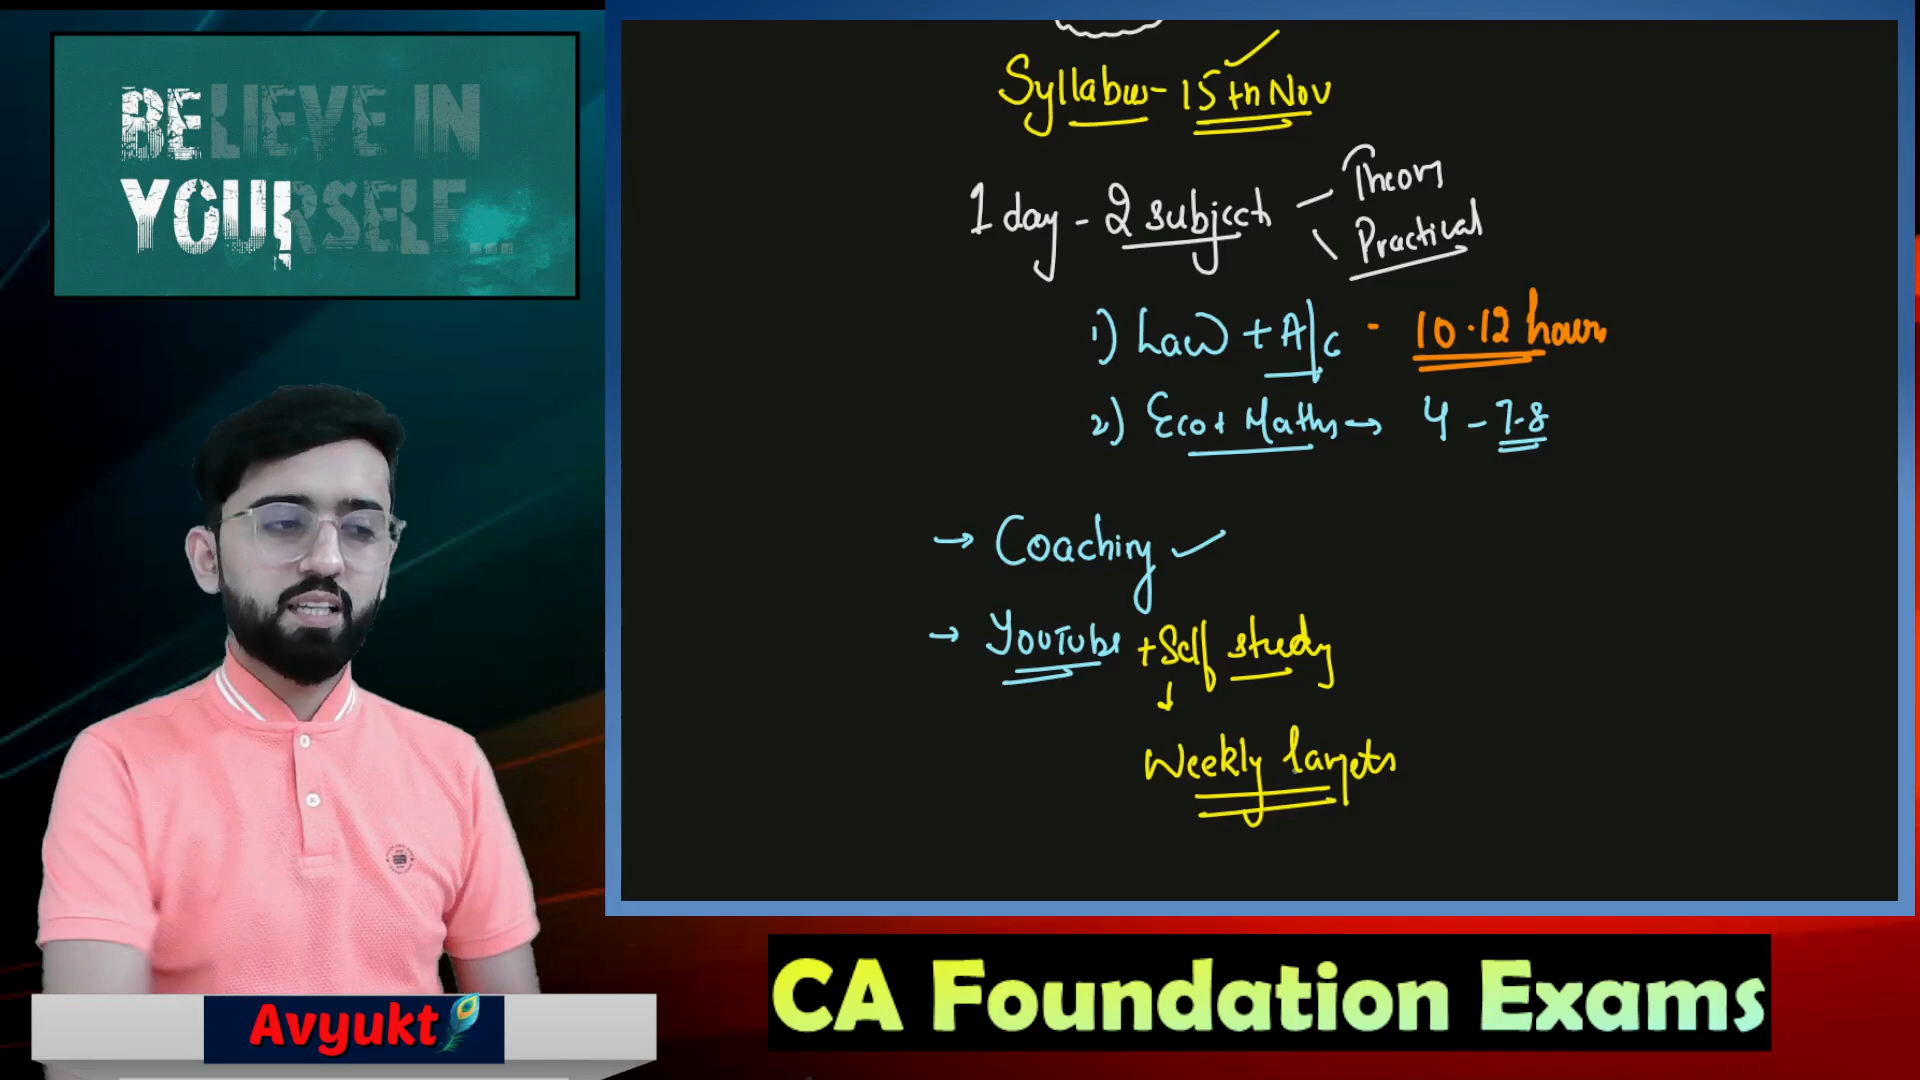 BELIEVE IN
YOURSELF...
Syllabus - 15th Nov
1 day - 2 subject
Theory
Practical
1) Law + A/c - 10-12 hours
2) Eco + Maths → 4 - 7-8
→ Coaching ✓
→ YouTube + Self study
↓
Weekly targets
Avyukt
CA Foundation Exams